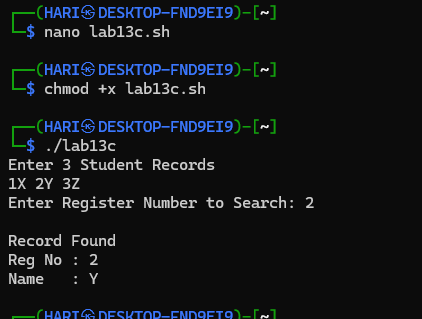 ┌──(HARI㉿DESKTOP-FND9EI9)-[~]
└─$ nano lab13c.sh
┌──(HARI㉿DESKTOP-FND9EI9)-[~]
└─$ chmod +x lab13c.sh
┌──(HARI㉿DESKTOP-FND9EI9)-[~]
└─$ ./lab13c
Enter 3 Student Records
1X 2Y 3Z
Enter Register Number to Search: 2
Record Found
Reg No : 2
Name   : Y
┌──(HARI㉿DESKTOP-FND9EI9)-[~]